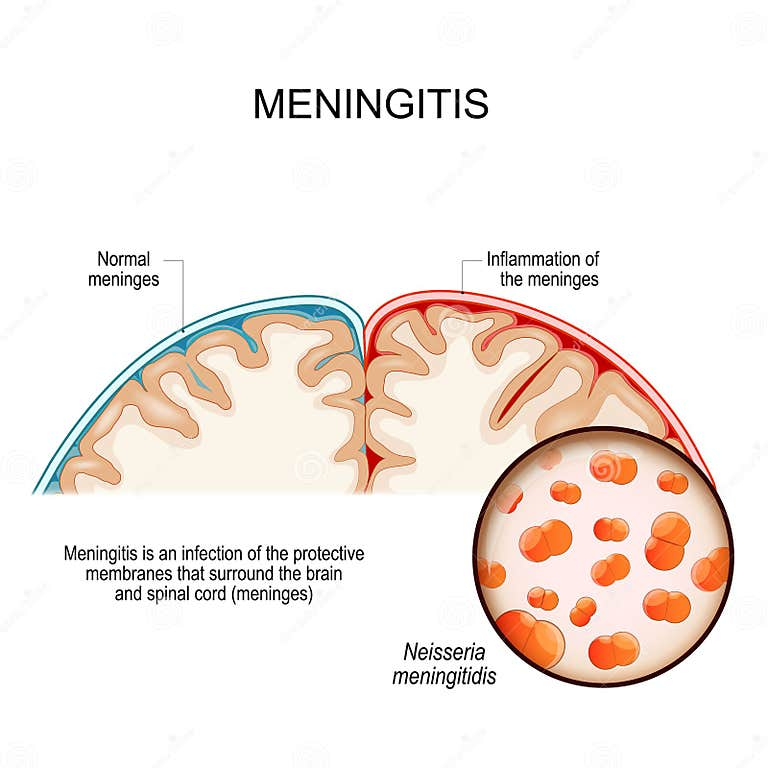 MENINGITIS
Normal
meninges
Inflammation of
the meninges
Meningitis is an infection of the protective
membranes that surround the brain
and spinal cord (meninges)
Neisseria
meningitidis